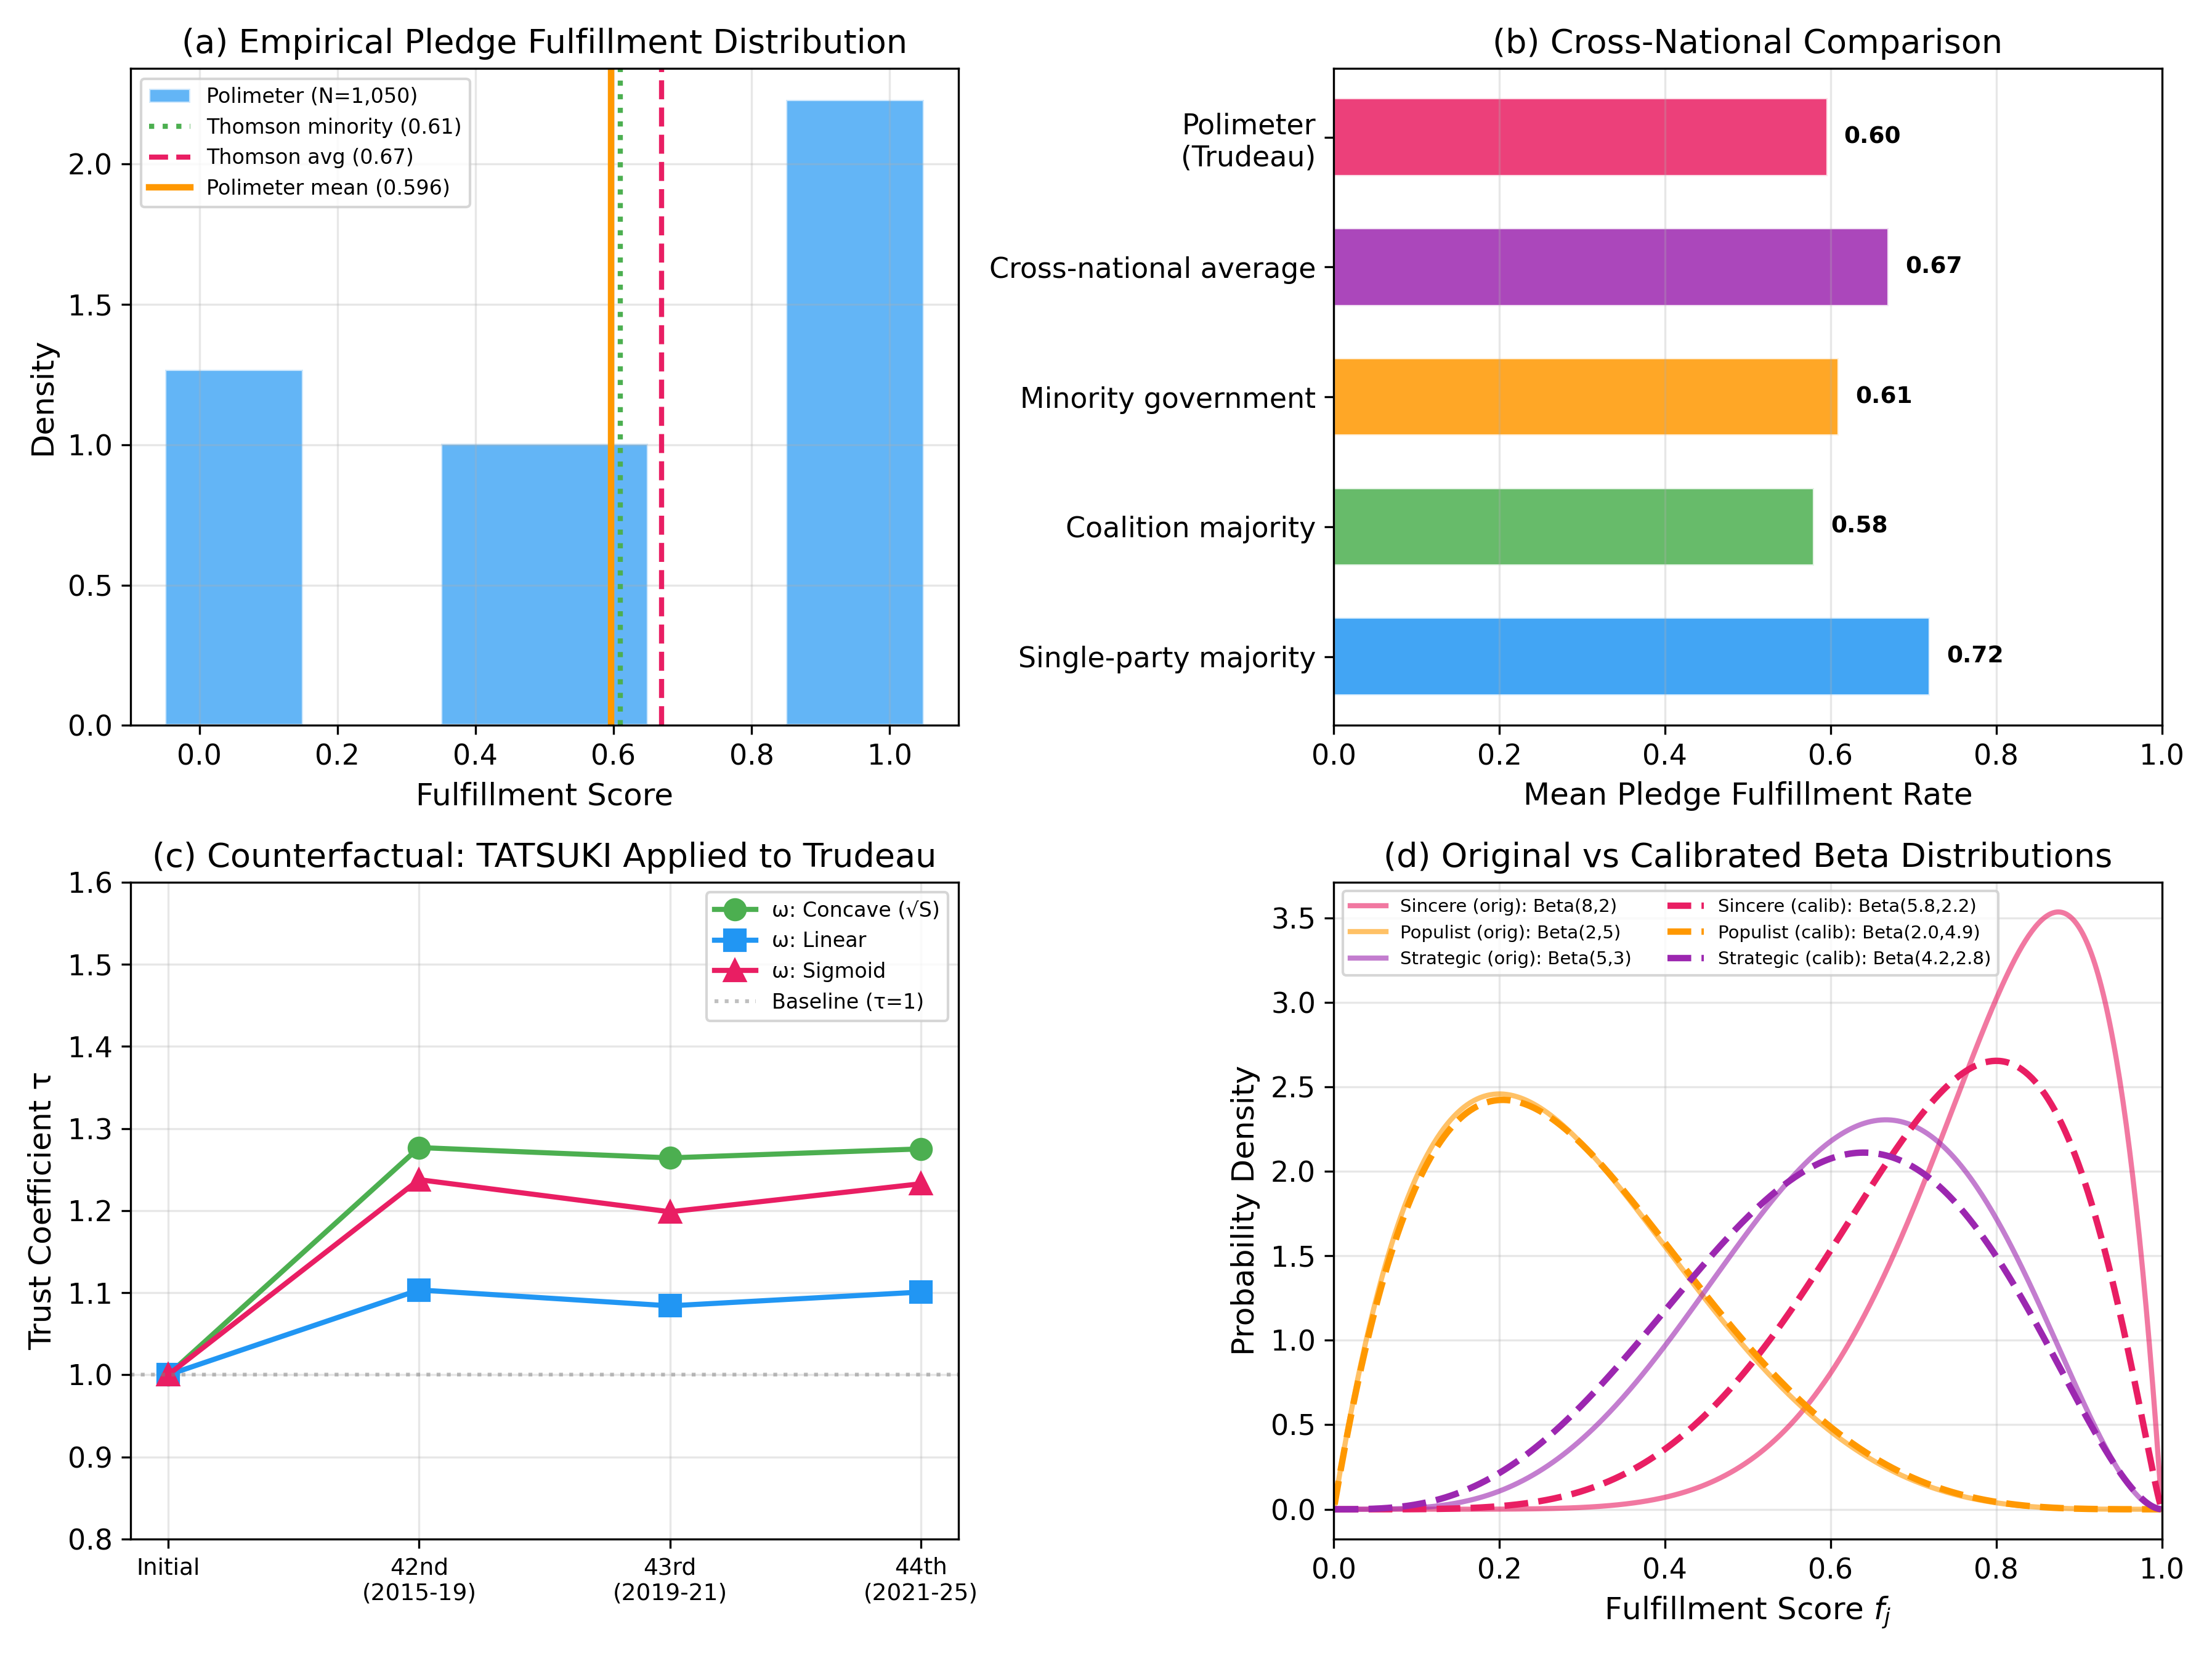 (a) Empirical Pledge Fulfillment Distribution
Polimeter (N=1,050)
Thomson minority (0.61)
Thomson avg (0.67)
Polimeter mean (0.596)
Density
2.0
1.5
1.0
0.5
0.0
0.0 0.2 0.4 0.6 0.8 1.0
Fulfillment Score
(b) Cross-National Comparison
Polimeter
(Trudeau)
0.60
Cross-national average
0.67
Minority government
0.61
Coalition majority
0.58
Single-party majority
0.72
0.0 0.2 0.4 0.6 0.8 1.0
Mean Pledge Fulfillment Rate
(c) Counterfactual: TATSUKI Applied to Trudeau
ω: Concave (√S)
ω: Linear
ω: Sigmoid
Baseline (τ=1)
Trust Coefficient τ
1.6
1.5
1.4
1.3
1.2
1.1
1.0
0.9
0.8
Initial 42nd 43rd 44th
(2015-19) (2019-21) (2021-25)
(d) Original vs Calibrated Beta Distributions
Sincere (orig): Beta(8,2) Sincere (calib): Beta(5.8,2.2)
Populist (orig): Beta(2,5) Populist (calib): Beta(2.0,4.9)
Strategic (orig): Beta(5,3) Strategic (calib): Beta(4.2,2.8)
Probability Density
3.5
3.0
2.5
2.0
1.5
1.0
0.5
0.0
0.0 0.2 0.4 0.6 0.8 1.0
Fulfillment Score fj